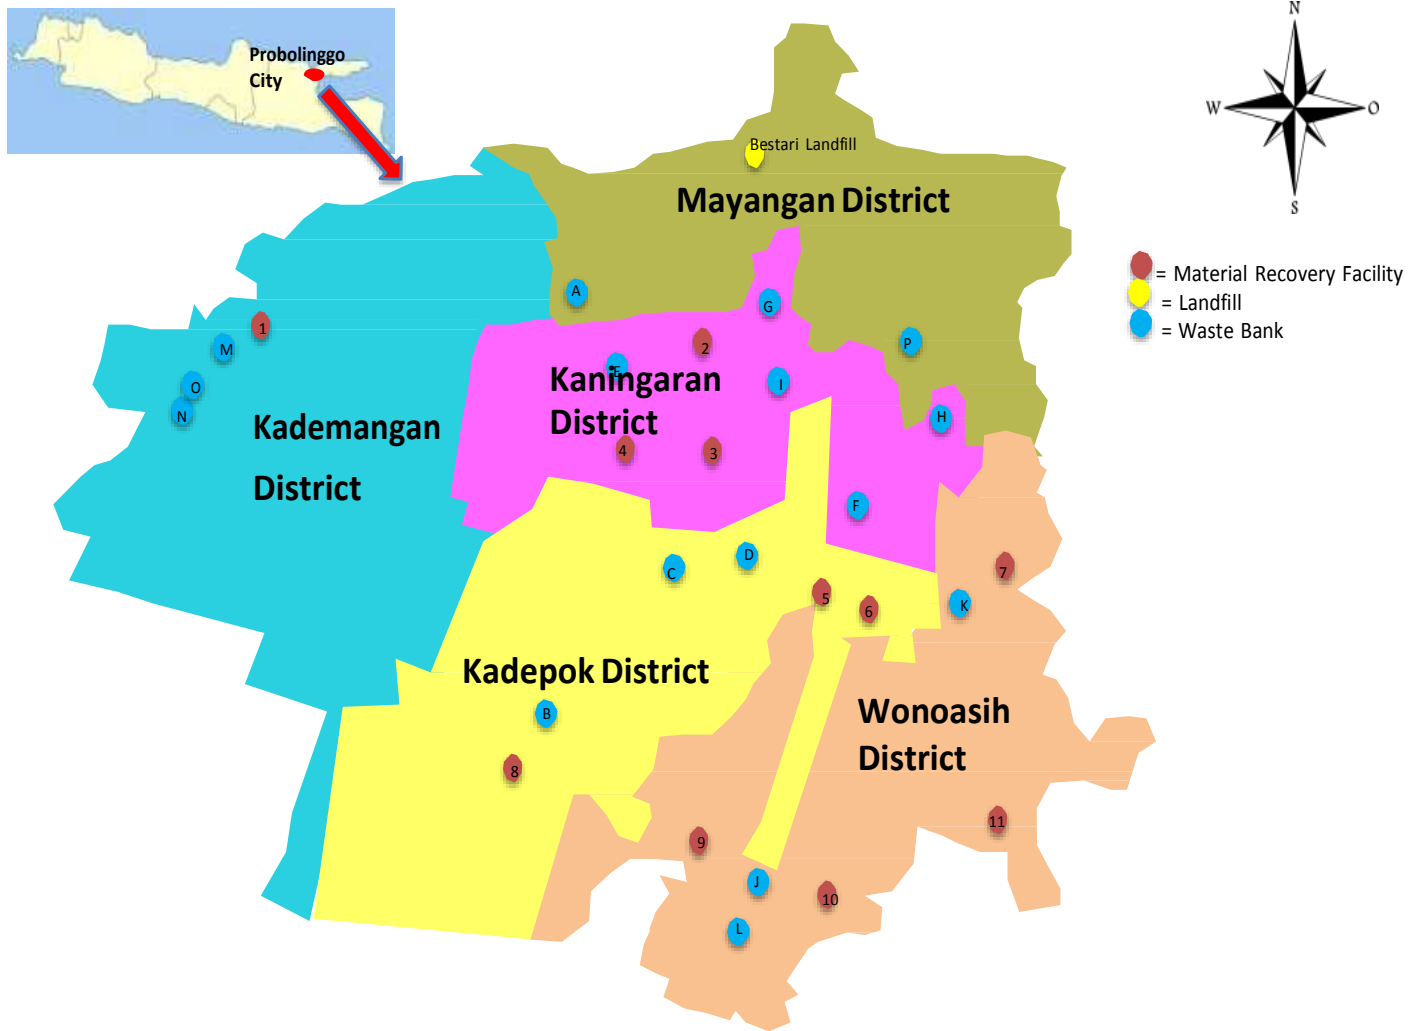 Probolinggo
City
N
W
O
S
Bestari Landfill
Mayangan District
= Material Recovery Facility
= Landfill
= Waste Bank
A
G
1
M
2
P
E
I
O
N
Kaningaran
District
H
Kademangan
District
4
3
F
D
C
7
5
6
K
Kadepok District
B
Wonoasih
District
8
11
9
J
10
L